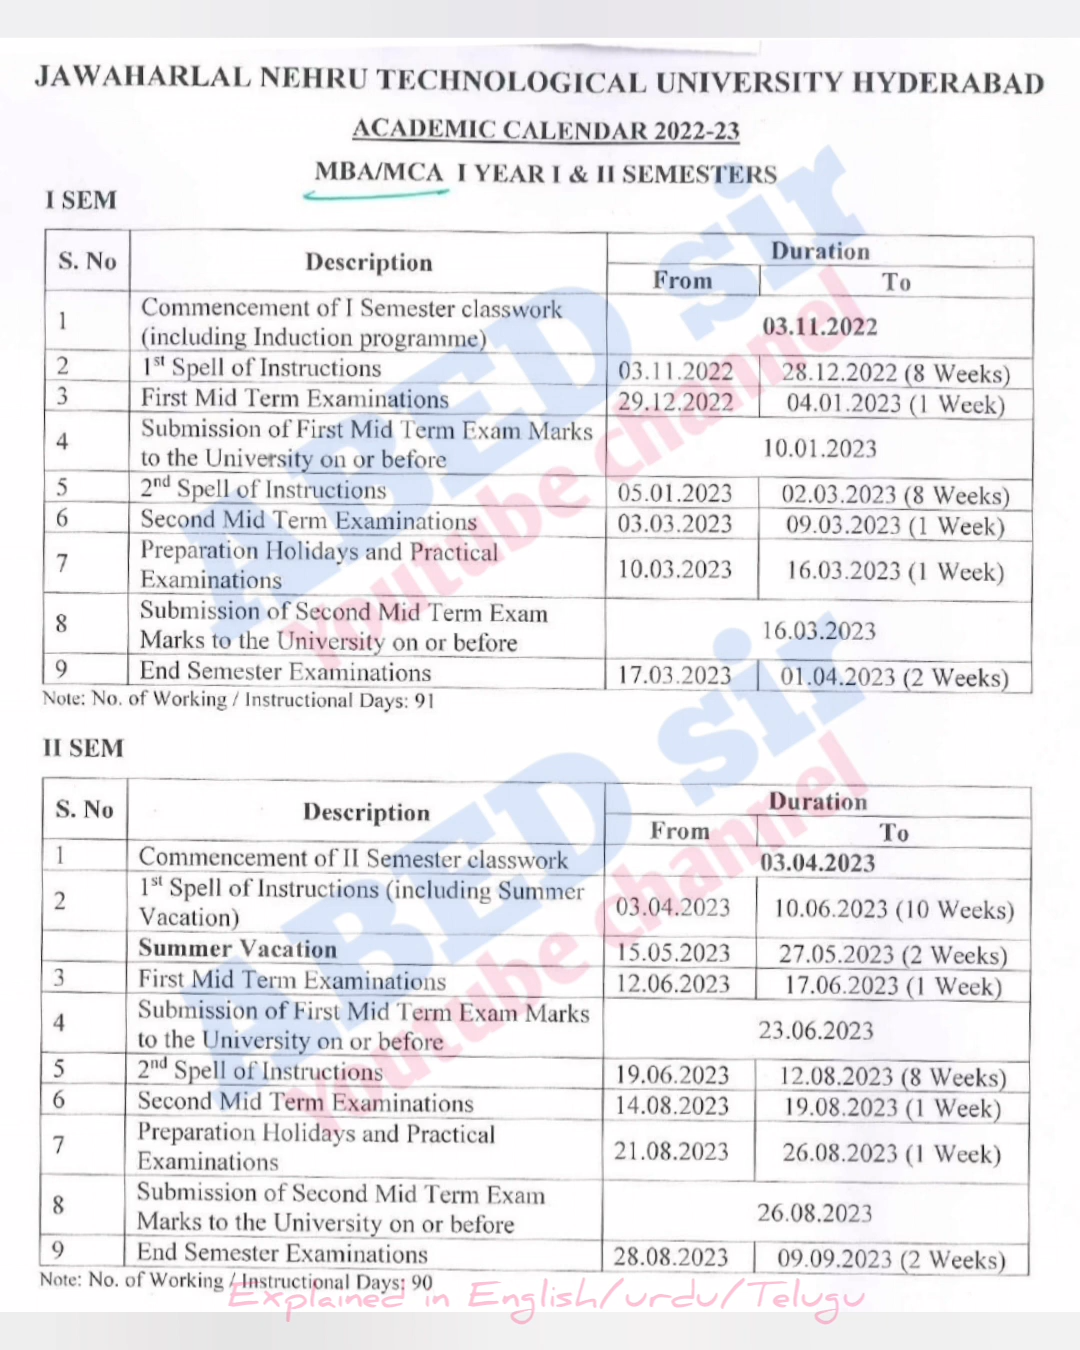 JAWAHARLAL NEHRU TECHNOLOGICAL UNIVERSITY HYDERABAD
ACADEMIC CALENDAR 2022-23
MBA/MCA I YEAR I & II SEMESTERS
I SEM
S. No Description Duration
From To
1 Commencement of I Semester classwork (including Induction programme) 03.11.2022
2 1st Spell of Instructions 03.11.2022 28.12.2022 (8 Weeks)
3 First Mid Term Examinations 29.12.2022 04.01.2023 (1 Week)
4 Submission of First Mid Term Exam Marks to the University on or before 10.01.2023
5 2nd Spell of Instructions 05.01.2023 02.03.2023 (8 Weeks)
6 Second Mid Term Examinations 03.03.2023 09.03.2023 (1 Week)
7 Preparation Holidays and Practical Examinations 10.03.2023 16.03.2023 (1 Week)
8 Submission of Second Mid Term Exam Marks to the University on or before 16.03.2023
9 End Semester Examinations 17.03.2023 01.04.2023 (2 Weeks)
Note: No. of Working / Instructional Days: 91
II SEM
S. No Description Duration
From To
1 Commencement of II Semester classwork 03.04.2023
2 1st Spell of Instructions (including Summer Vacation) 03.04.2023 10.06.2023 (10 Weeks)
Summer Vacation 15.05.2023 27.05.2023 (2 Weeks)
3 First Mid Term Examinations 12.06.2023 17.06.2023 (1 Week)
4 Submission of First Mid Term Exam Marks to the University on or before 23.06.2023
5 2nd Spell of Instructions 19.06.2023 12.08.2023 (8 Weeks)
6 Second Mid Term Examinations 14.08.2023 19.08.2023 (1 Week)
7 Preparation Holidays and Practical Examinations 21.08.2023 26.08.2023 (1 Week)
8 Submission of Second Mid Term Exam Marks to the University on or before 26.08.2023
9 End Semester Examinations 28.08.2023 09.09.2023 (2 Weeks)
Note: No. of Working / Instructional Days: 90
Explained in English/urdu/Telugu
ABED sir
youtube channel
ABED sir
youtube channel